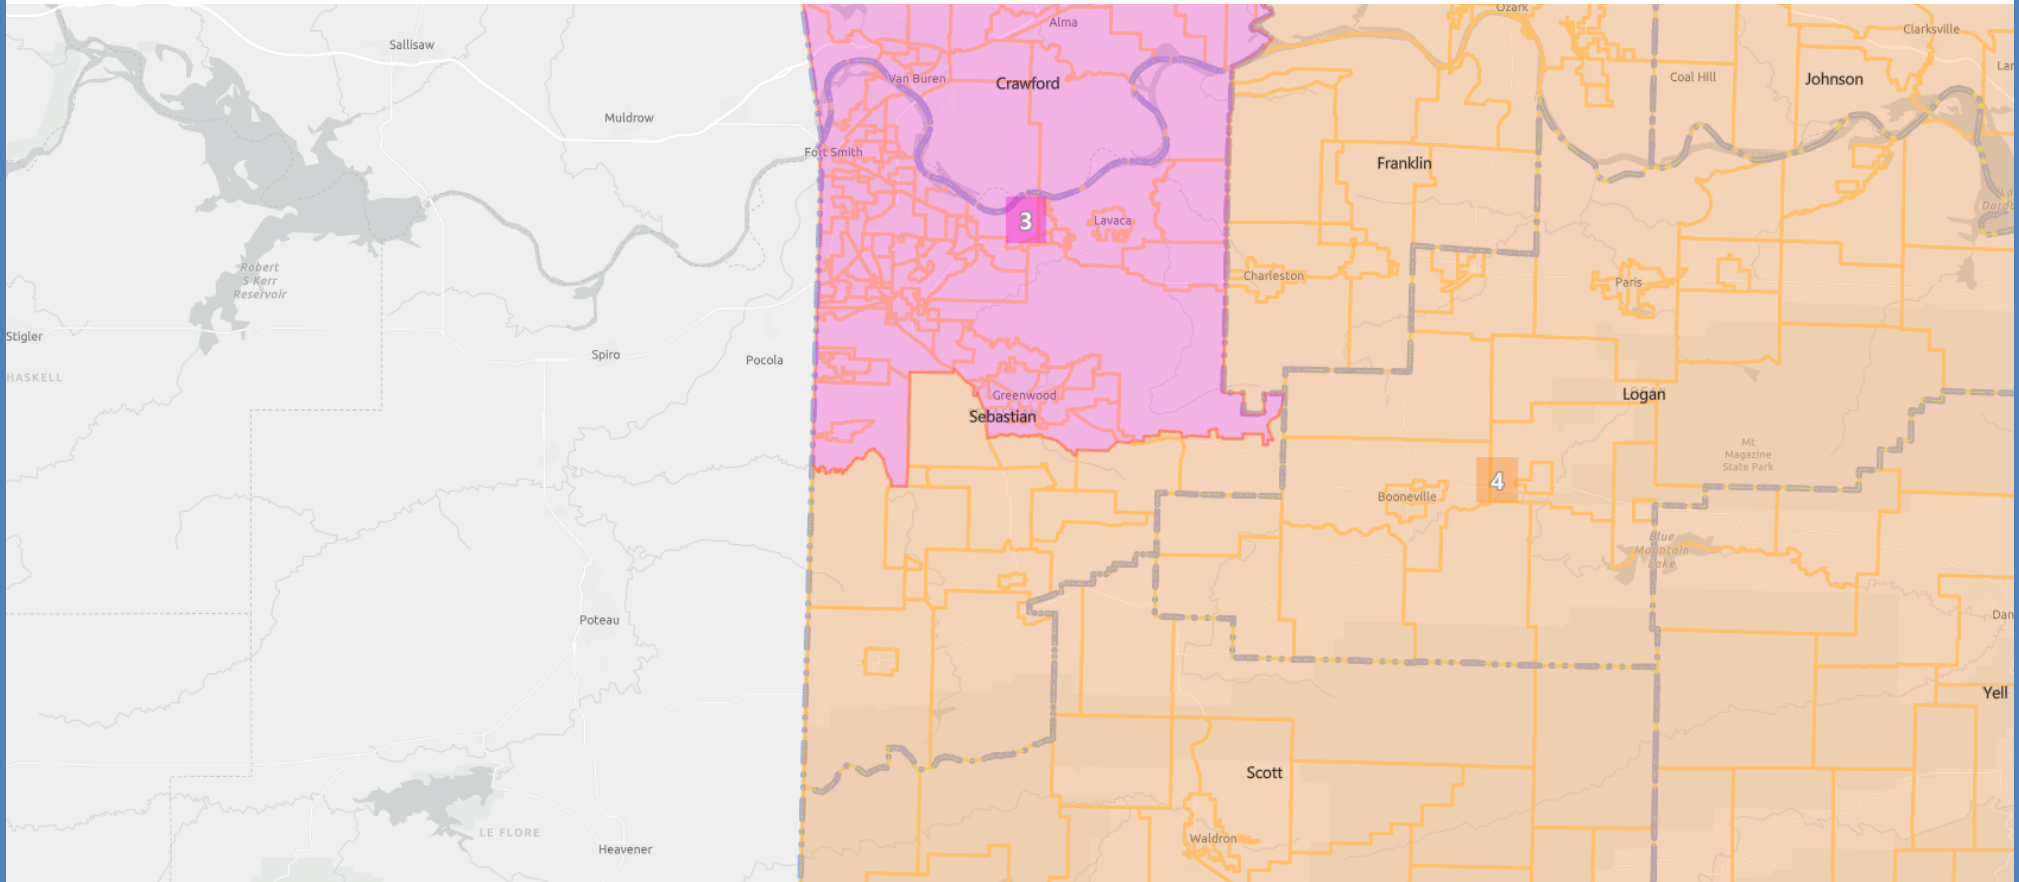 Ozark
Alma
Clarksville
Sallisaw
Van Buren
Crawford
Coal Hill
Johnson
Lar
Muldrow
Fort Smith
Franklin
3
Lavaca
Robert
S Kerr
Reservoir
Charleston
Paris
Stigler
Spiro
Pocola
HASKELL
Greenwood
Sebastian
Logan
Mt
Magazine
State Park
4
Booneville
Blue
Mountain
Lake
Poteau
Dan
Yell
Scott
LE FLORE
Waldron
Heavener